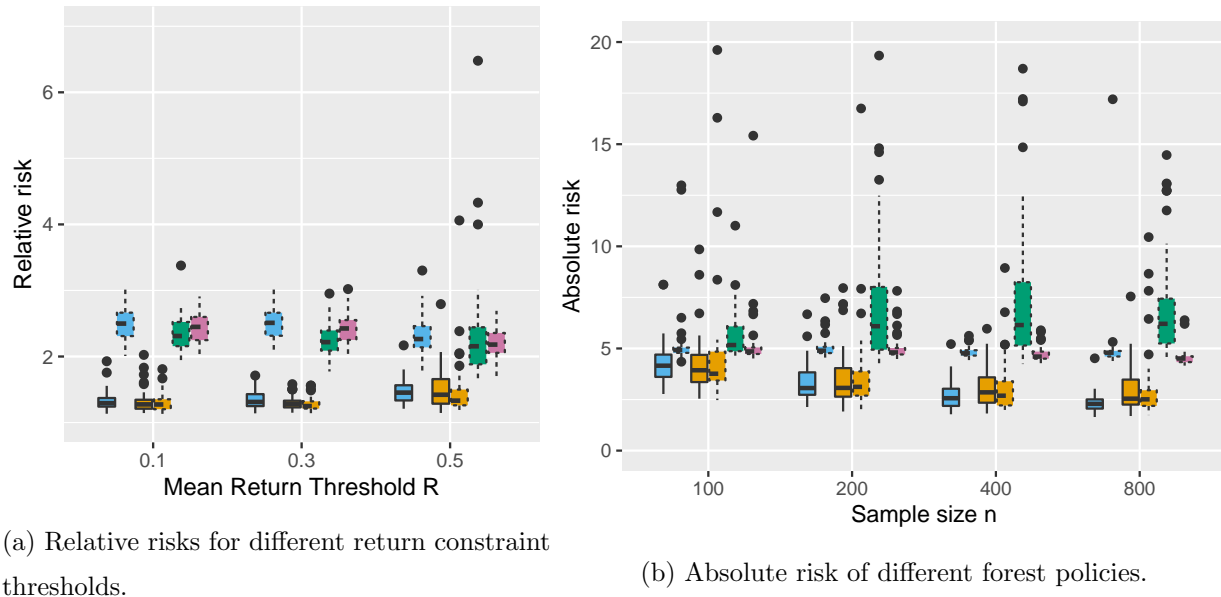 Relative risk
6
4
2
0.1 0.3 0.5
Mean Return Threshold R
(a) Relative risks for different return constraint
thresholds.
Absolute risk
20
15
10
5
0
100 200 400 800
Sample size n
(b) Absolute risk of different forest policies.